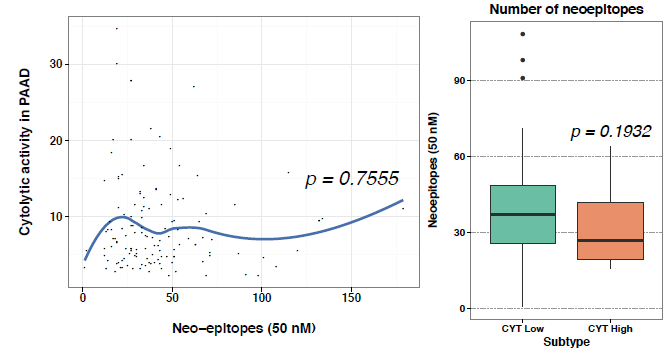 Cytolytic activity in PAAD
30
20
10
p = 0.7555
0
50
100
150
Neo-epitopes (50 nM)
Number of neoepitopes
Neoepitopes (50 nM)
90
60
30
0
p = 0.1932
CYT Low
CYT High
Subtype